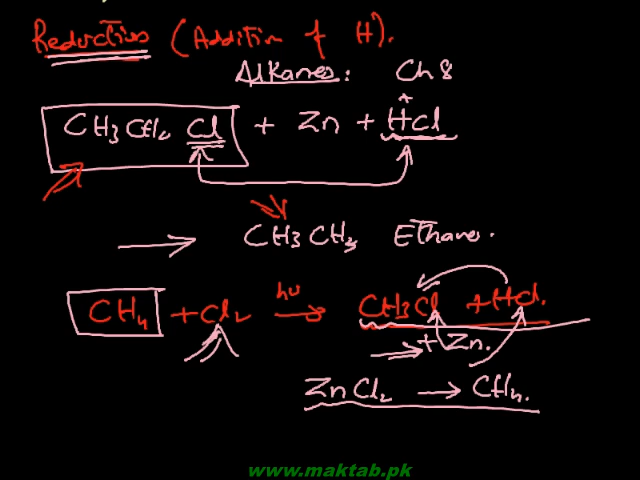 Reduction (Addition of H).
Alkanes: Ch 8
CH3CH2Cl + Zn + H⁺Cl
→ CH3CH3 Ethane.
CH4 + Cl2 hν → CH3Cl + HCl.
→ + Zn.
ZnCl2 → CH4.
www.maktab.pk